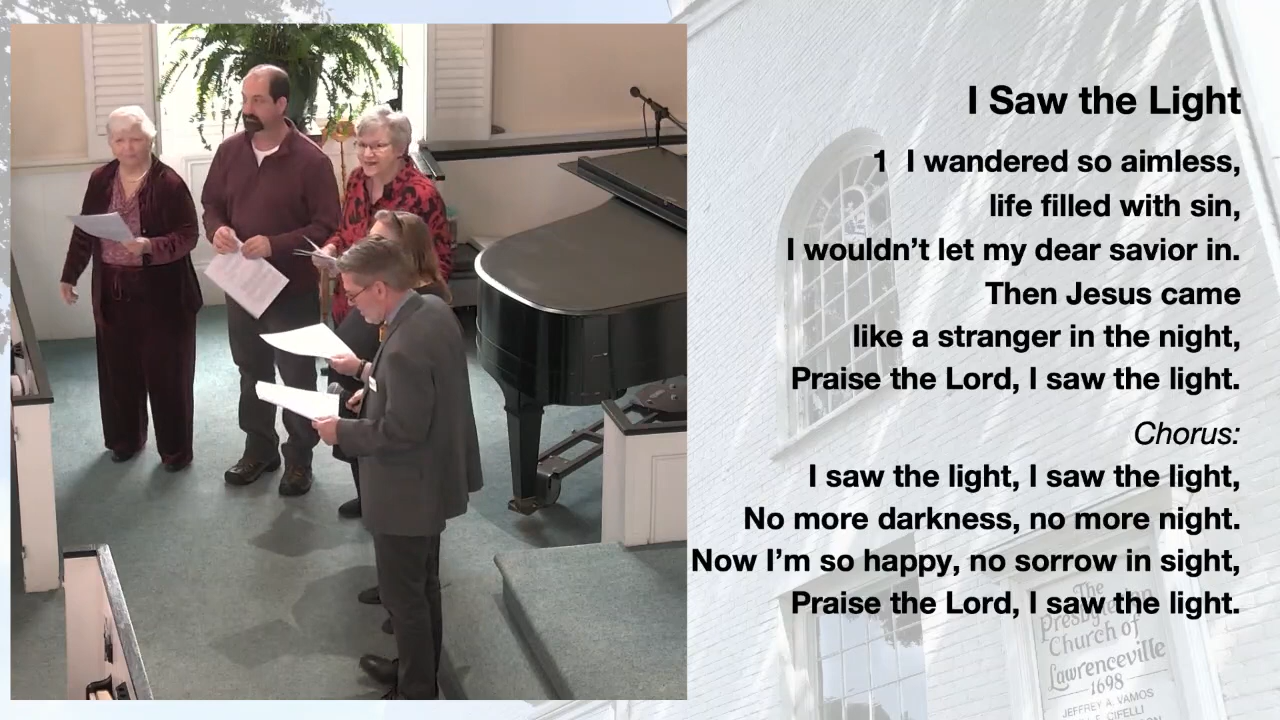 I Saw the Light
1 I wandered so aimless,
life filled with sin,
I wouldn’t let my dear savior in.
Then Jesus came
like a stranger in the night,
Praise the Lord, I saw the light.
Chorus:
I saw the light, I saw the light,
No more darkness, no more night.
Now I’m so happy, no sorrow in sight,
Praise the Lord, I saw the light.
The
Presbyterian
Church of
Lawrenceville
1698
JEFFREY A. VAMOS
CIFELLI